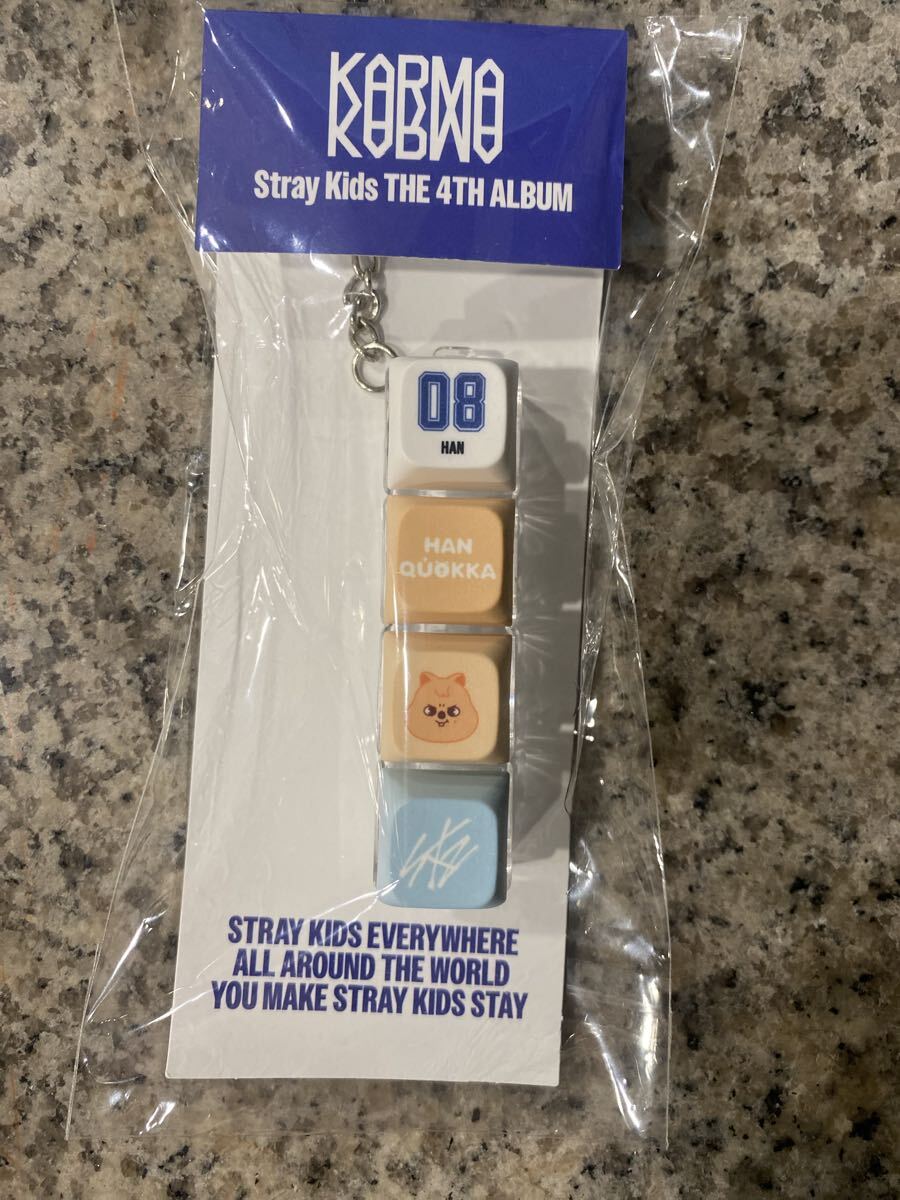 KARMA
Stray Kids THE 4TH ALBUM
08
HAN
HAN
QUOKKA
SKZ
STRAY KIDS EVERYWHERE
ALL AROUND THE WORLD
YOU MAKE STRAY KIDS STAY